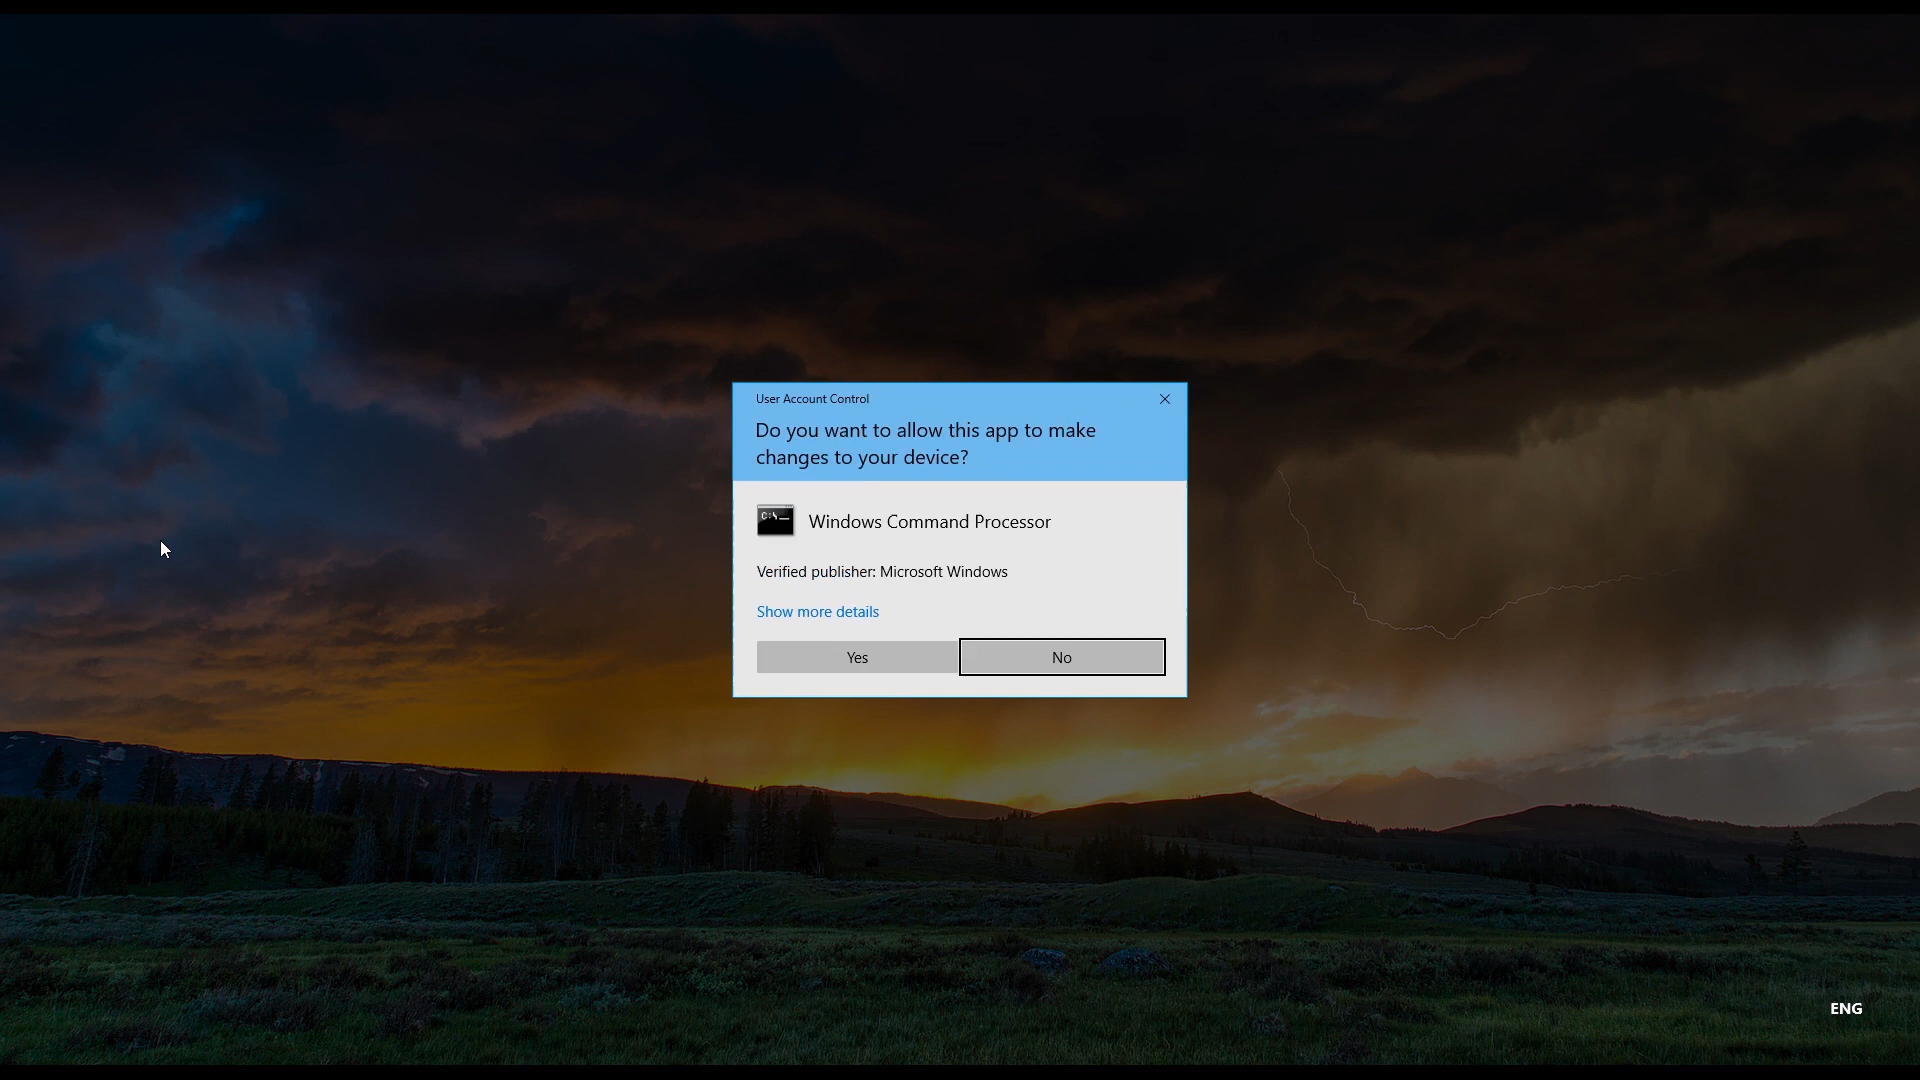 User Account Control
Do you want to allow this app to make
changes to your device?
C:\_
Windows Command Processor
Verified publisher: Microsoft Windows
Show more details
Yes
No
ENG